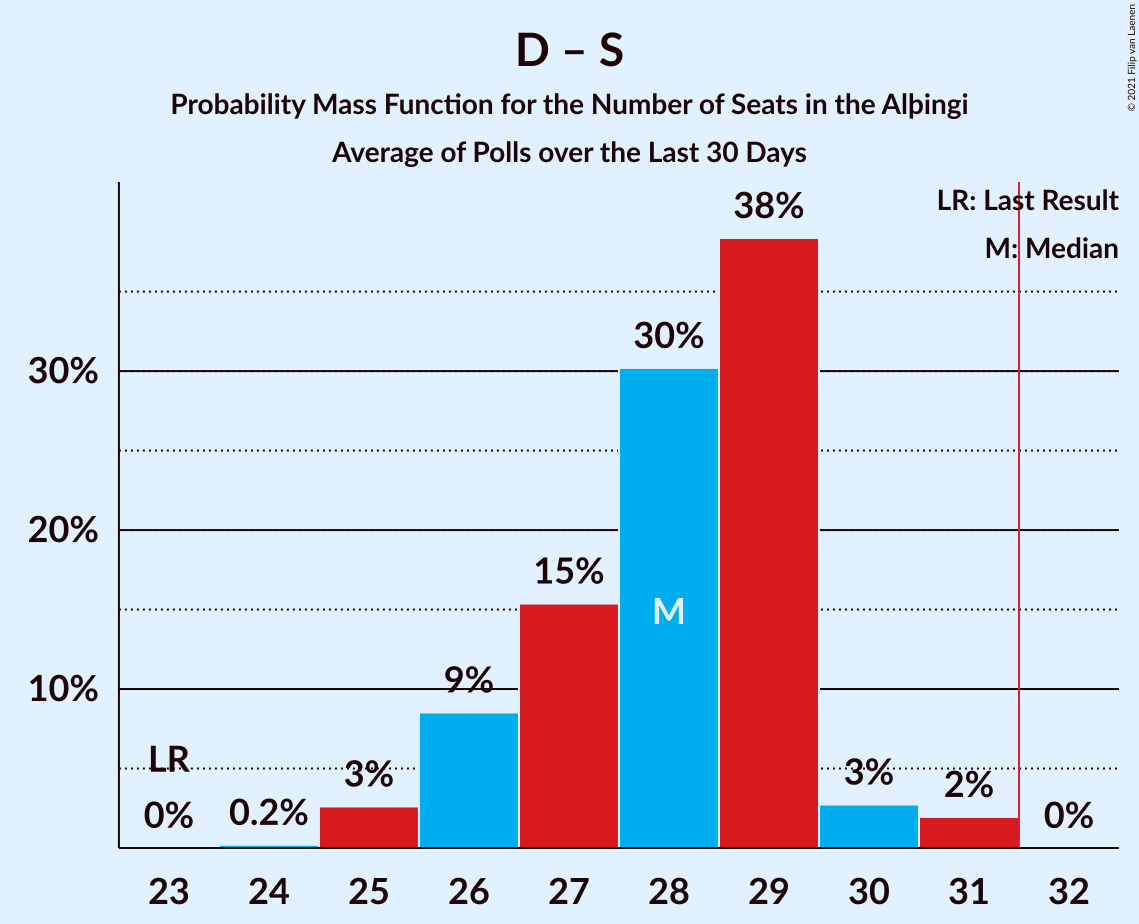 D – S
Probability Mass Function for the Number of Seats in the Alþingi
Average of Polls over the Last 30 Days
© 2021 Filip van Laenen
LR: Last Result
M: Median
38%
30%
30%
20%
15%
M
10%
9%
LR
3%
3%
2%
0%
0.2%
0%
23 24 25 26 27 28 29 30 31 32